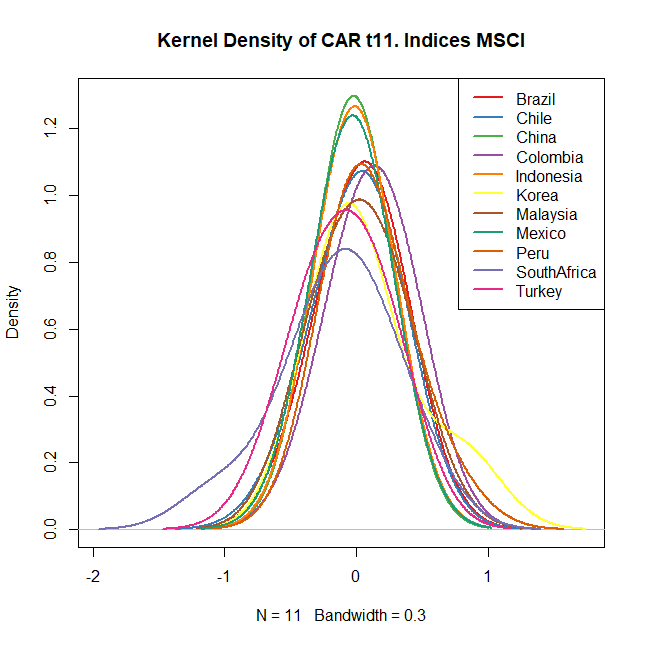 Kernel Density of CAR t11. Indices MSCI
Brazil
Chile
China
Colombia
Indonesia
Korea
Malaysia
Mexico
Peru
SouthAfrica
Turkey
Density
1.2
1.0
0.8
0.6
0.4
0.2
0.0
-2 -1 0 1
N = 11 Bandwidth = 0.3